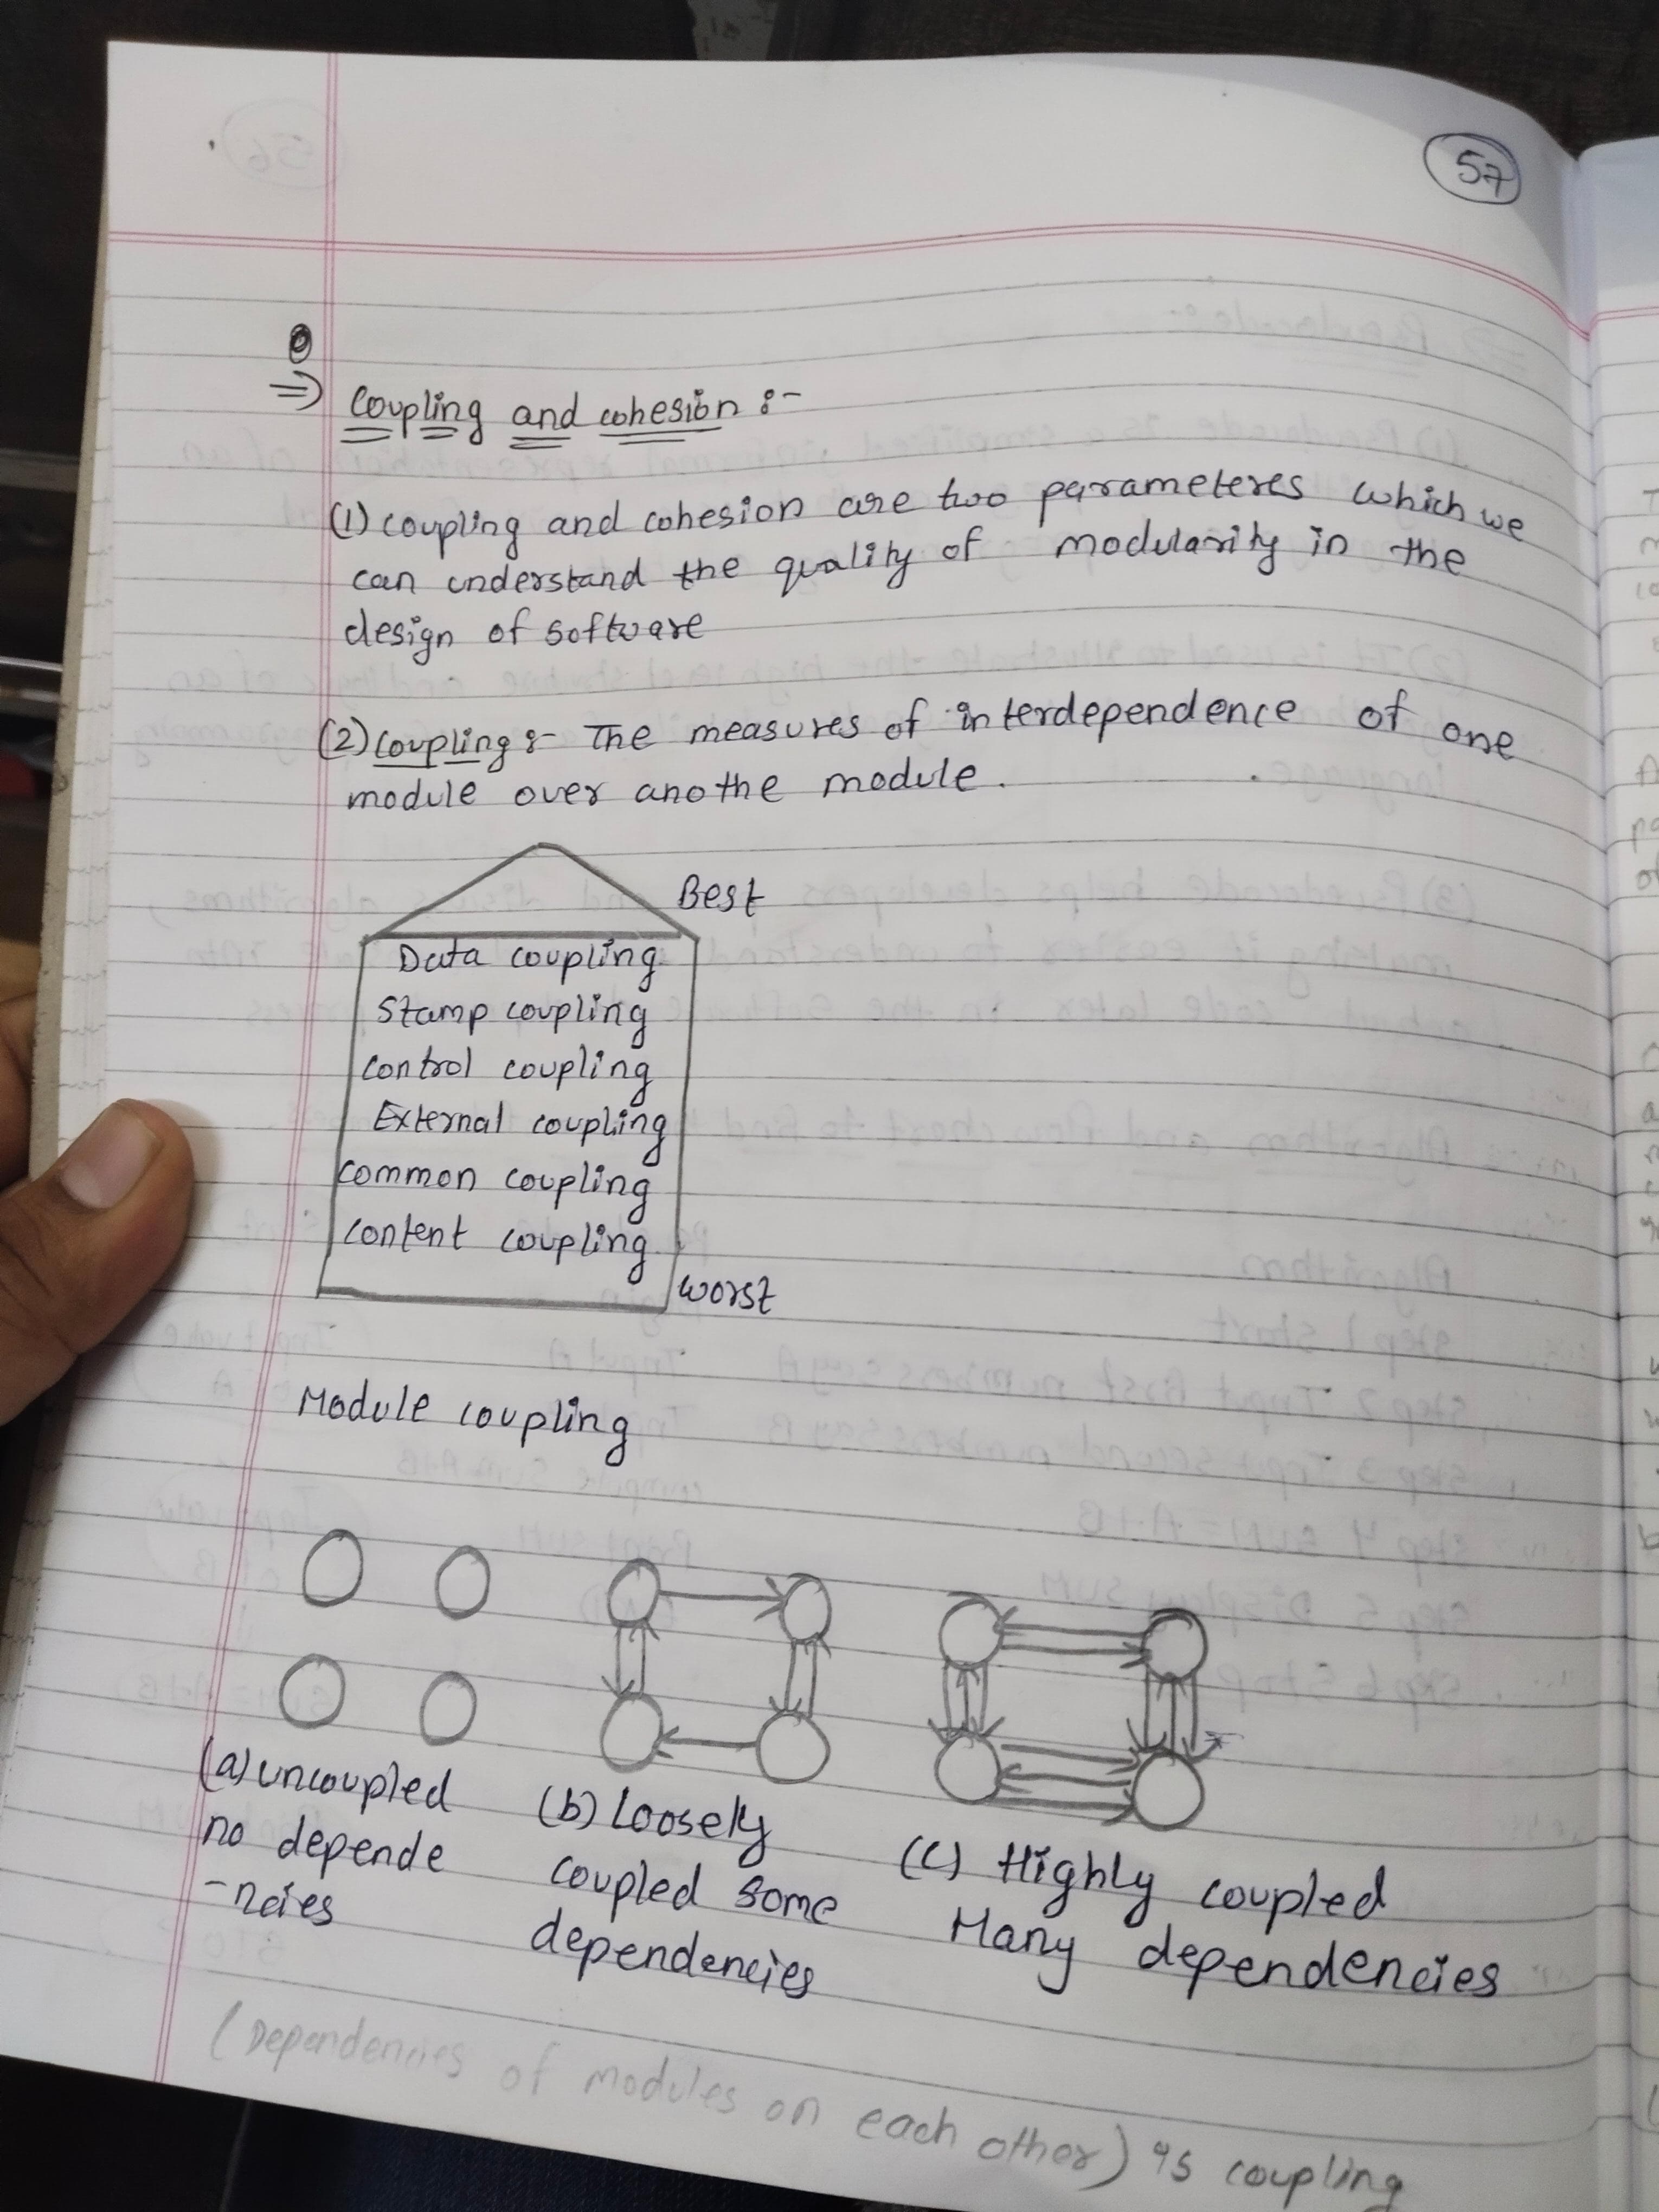 57
⇒ coupling and cohesion :-
(1) coupling and cohesion are two parameteres which we
can understand the quality of modularity in the
design of software
(2) coupling :- The measures of interdependence of one
module over anothe module.
Best
Data coupling
Stamp coupling
control coupling
External coupling
common coupling
content coupling
worst
Module coupling
(a) uncoupled
no depende
-ncies
(b) Loosely
coupled some
dependencies
(c) Highly coupled
Many dependencies
(Dependencies of modules on each other) is coupling